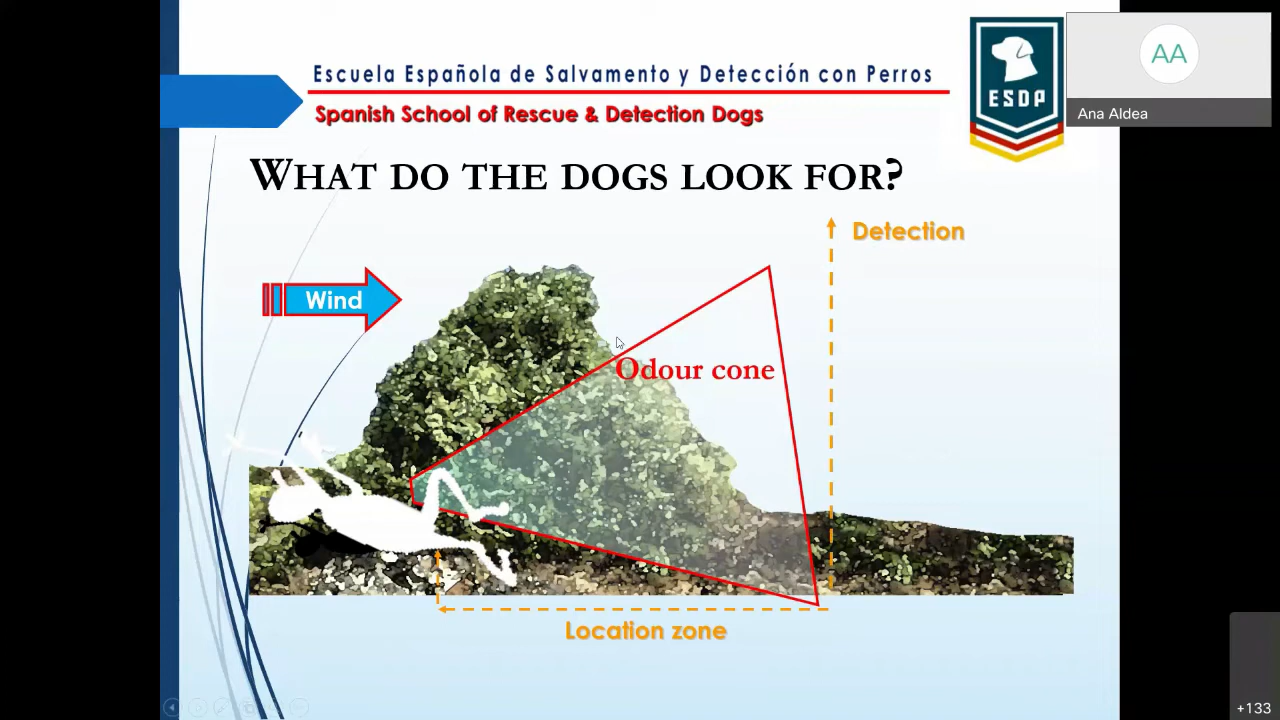 Escuela Española de Salvamento y Detección con Perros
Spanish School of Rescue & Detection Dogs
ESDP
AA
Ana Aldea
WHAT DO THE DOGS LOOK FOR?
Detection
Wind
Odour cone
Location zone
+133